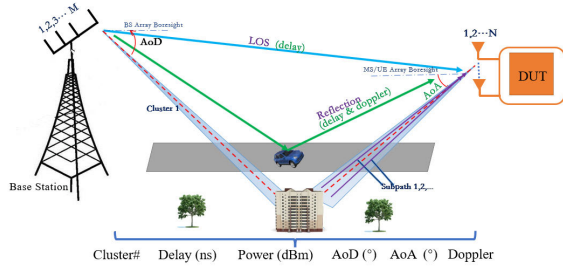 1,2,3··· M
BS Array Boresight
AoD
LOS (delay)
1,2···N
MS/UE Array Boresight
DUT
AoA
Reflection
(delay & doppler)
Cluster 1
Base Station
Subpath 1,2,...
Cluster# Delay (ns) Power (dBm) AoD (°) AoA (°) Doppler